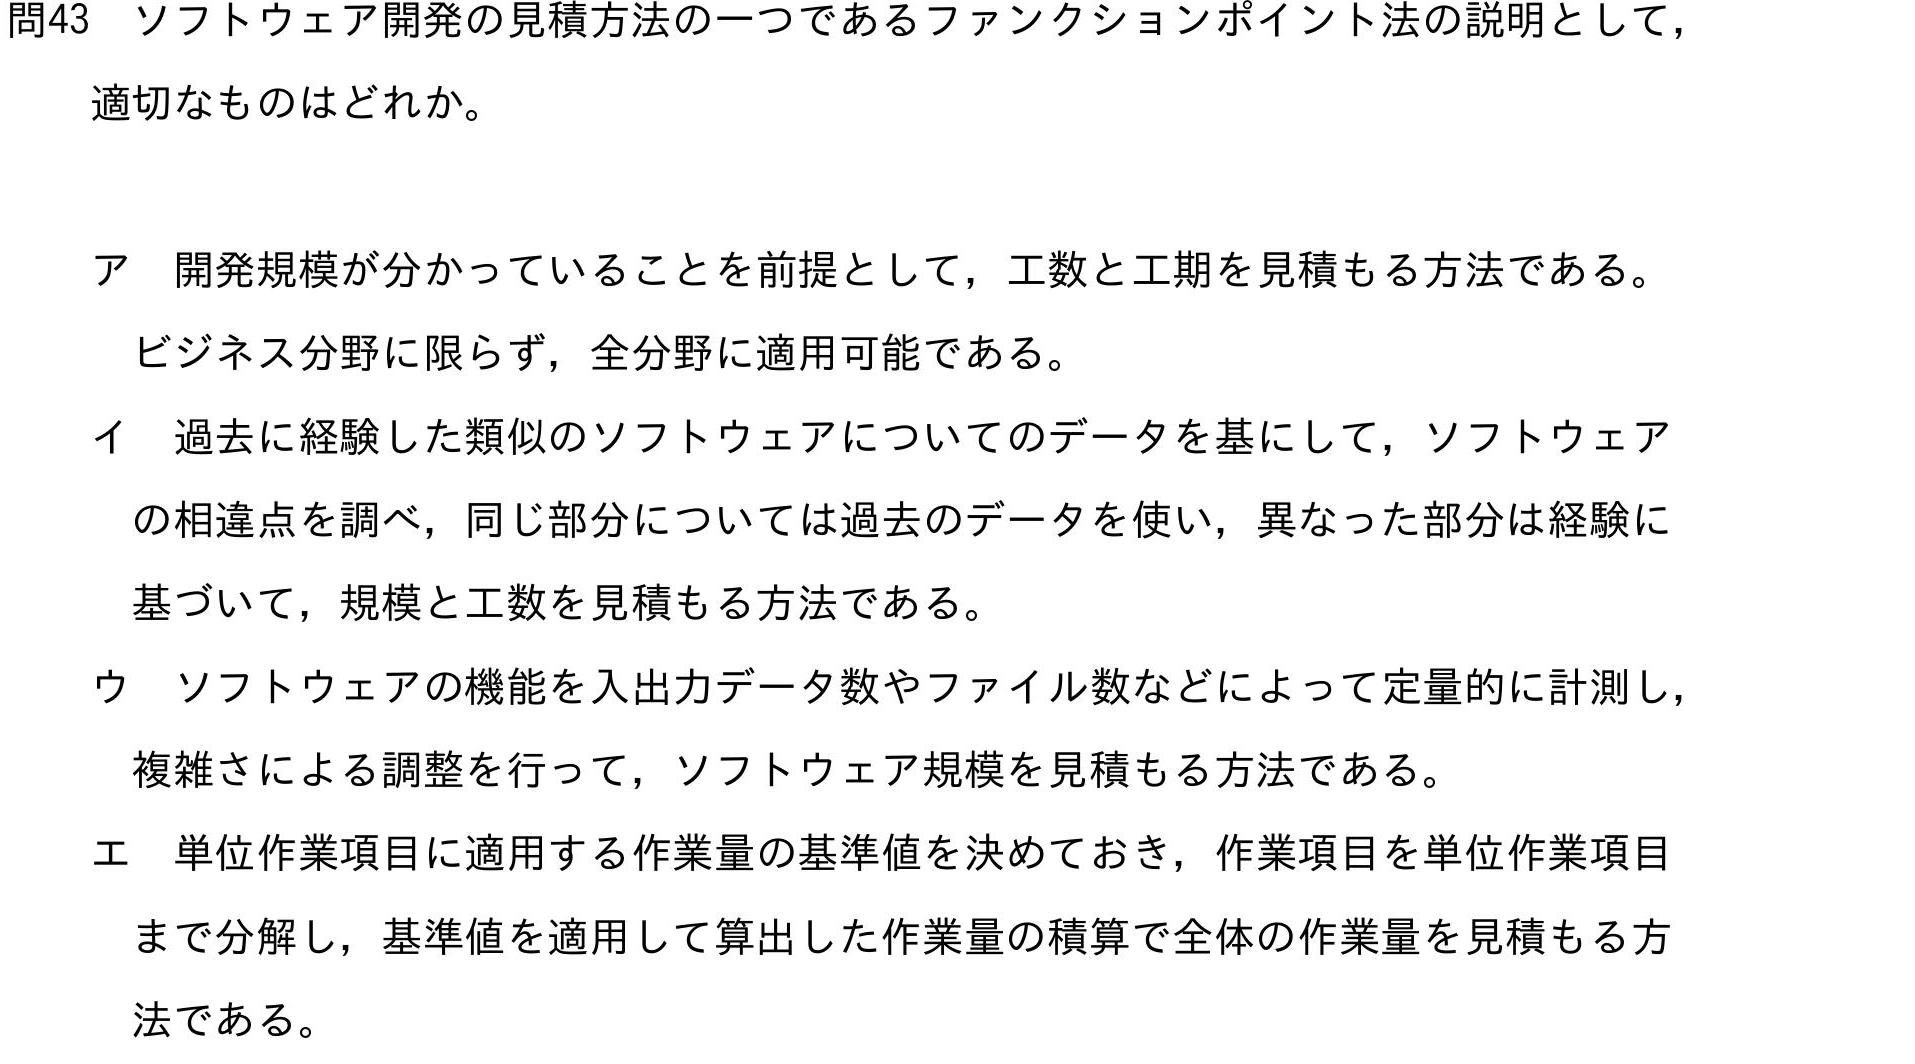 問43　ソフトウェア開発の見積方法の一つであるファンクションポイント法の説明として，
適切なものはどれか。
ア　開発規模が分かっていることを前提として，工数と工期を見積もる方法である。
ビジネス分野に限らず，全分野に適用可能である。
イ　過去に経験した類似のソフトウェアについてのデータを基にして，ソフトウェア
の相違点を調べ，同じ部分については過去のデータを使い，異なった部分は経験に
基づいて，規模と工数を見積もる方法である。
ウ　ソフトウェアの機能を入出力データ数やファイル数などによって定量的に計測し，
複雑さによる調整を行って，ソフトウェア規模を見積もる方法である。
エ　単位作業項目に適用する作業量の基準値を決めておき，作業項目を単位作業項目
まで分解し，基準値を適用して算出した作業量の積算で全体の作業量を見積もる方
法である。